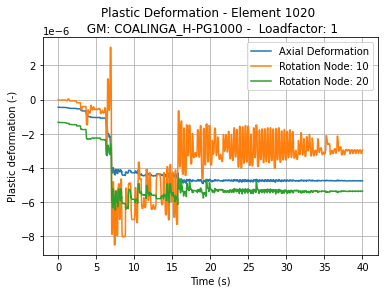 Plastic Deformation - Element 1020
GM: COALINGA_H-PG1000 -  Loadfactor: 1
1e−6
Axial Deformation
Rotation Node: 10
Rotation Node: 20
Plastic deformation (-)
2
0
−2
−4
−6
−8
0 5 10 15 20 25 30 35 40
Time (s)